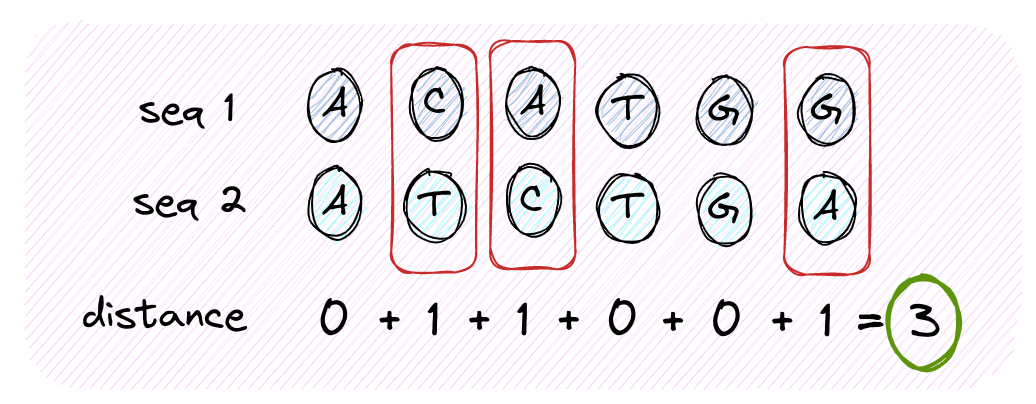 seq 1 A C A T G G
seq 2 A T C T G A
distance 0 + 1 + 1 + 0 + 0 + 1 = 3